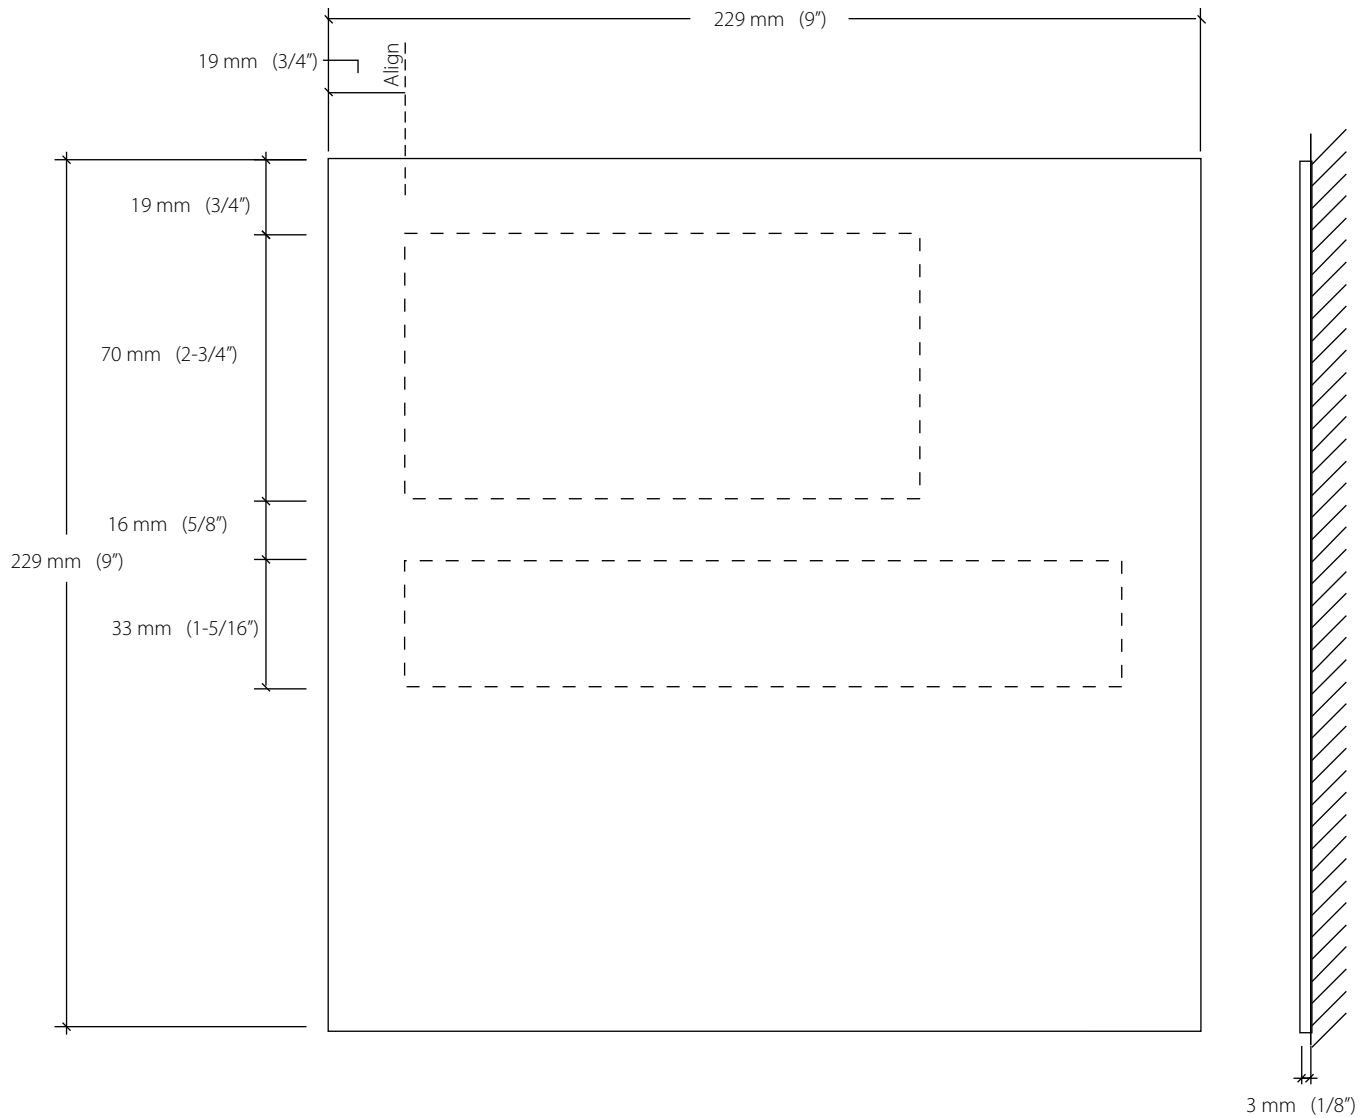 229 mm (9")
19 mm (3/4")
Align
19 mm (3/4")
70 mm (2-3/4")
16 mm (5/8")
229 mm (9")
33 mm (1-5/16")
3 mm (1/8")